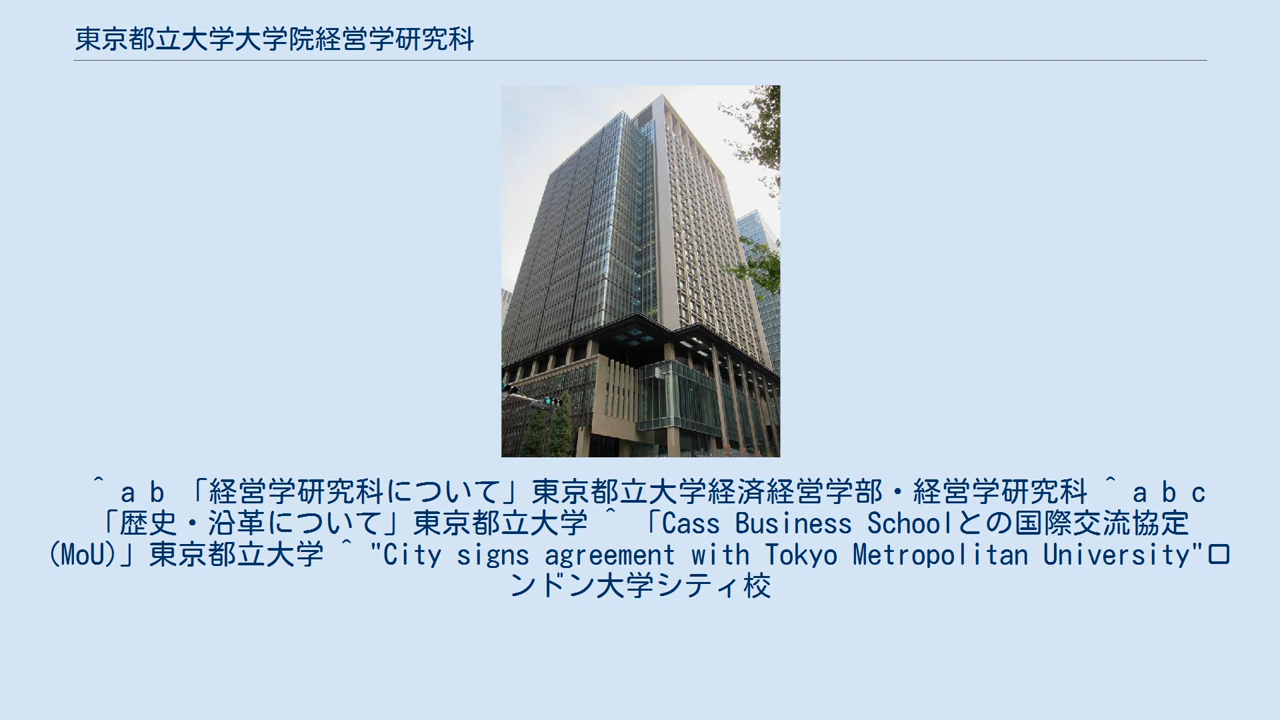 東京都立大学大学院経営学研究科
＾ a b 「経営学研究科について」東京都立大学経済経営学部・経営学研究科 ＾ a b c
「歴史・沿革について」東京都立大学 ＾ 「Cass Business Schoolとの国際交流協定
(MoU)」東京都立大学 ＾ "City signs agreement with Tokyo Metropolitan University"ロ
ンドン大学シティ校